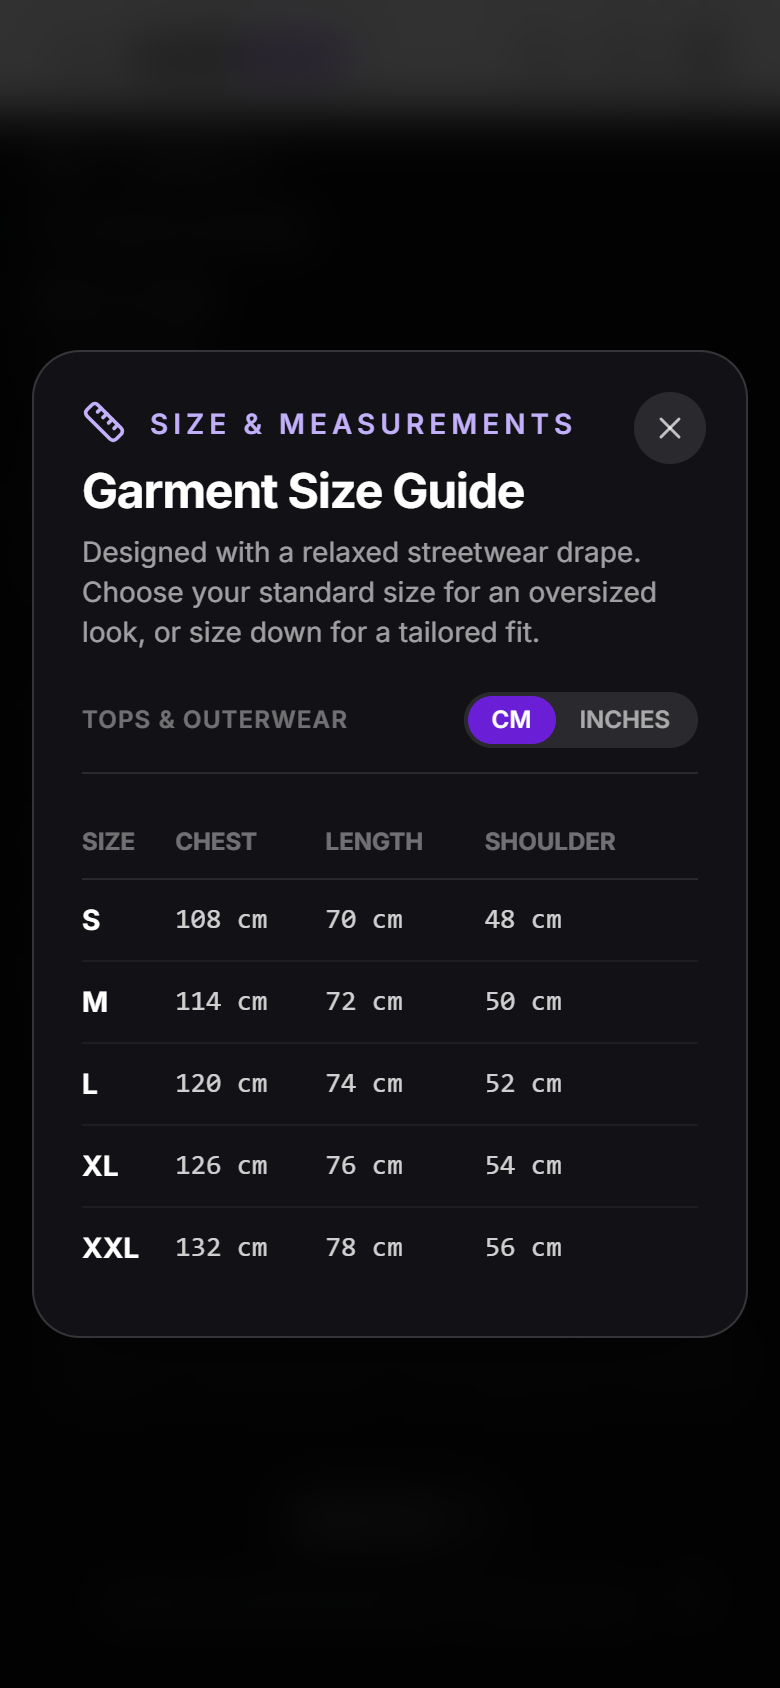 SIZE & MEASUREMENTS
Garment Size Guide
Designed with a relaxed streetwear drape.
Choose your standard size for an oversized
look, or size down for a tailored fit.
TOPS & OUTERWEAR CM INCHES
SIZE CHEST LENGTH SHOULDER
S 108 cm 70 cm 48 cm
M 114 cm 72 cm 50 cm
L 120 cm 74 cm 52 cm
XL 126 cm 76 cm 54 cm
XXL 132 cm 78 cm 56 cm